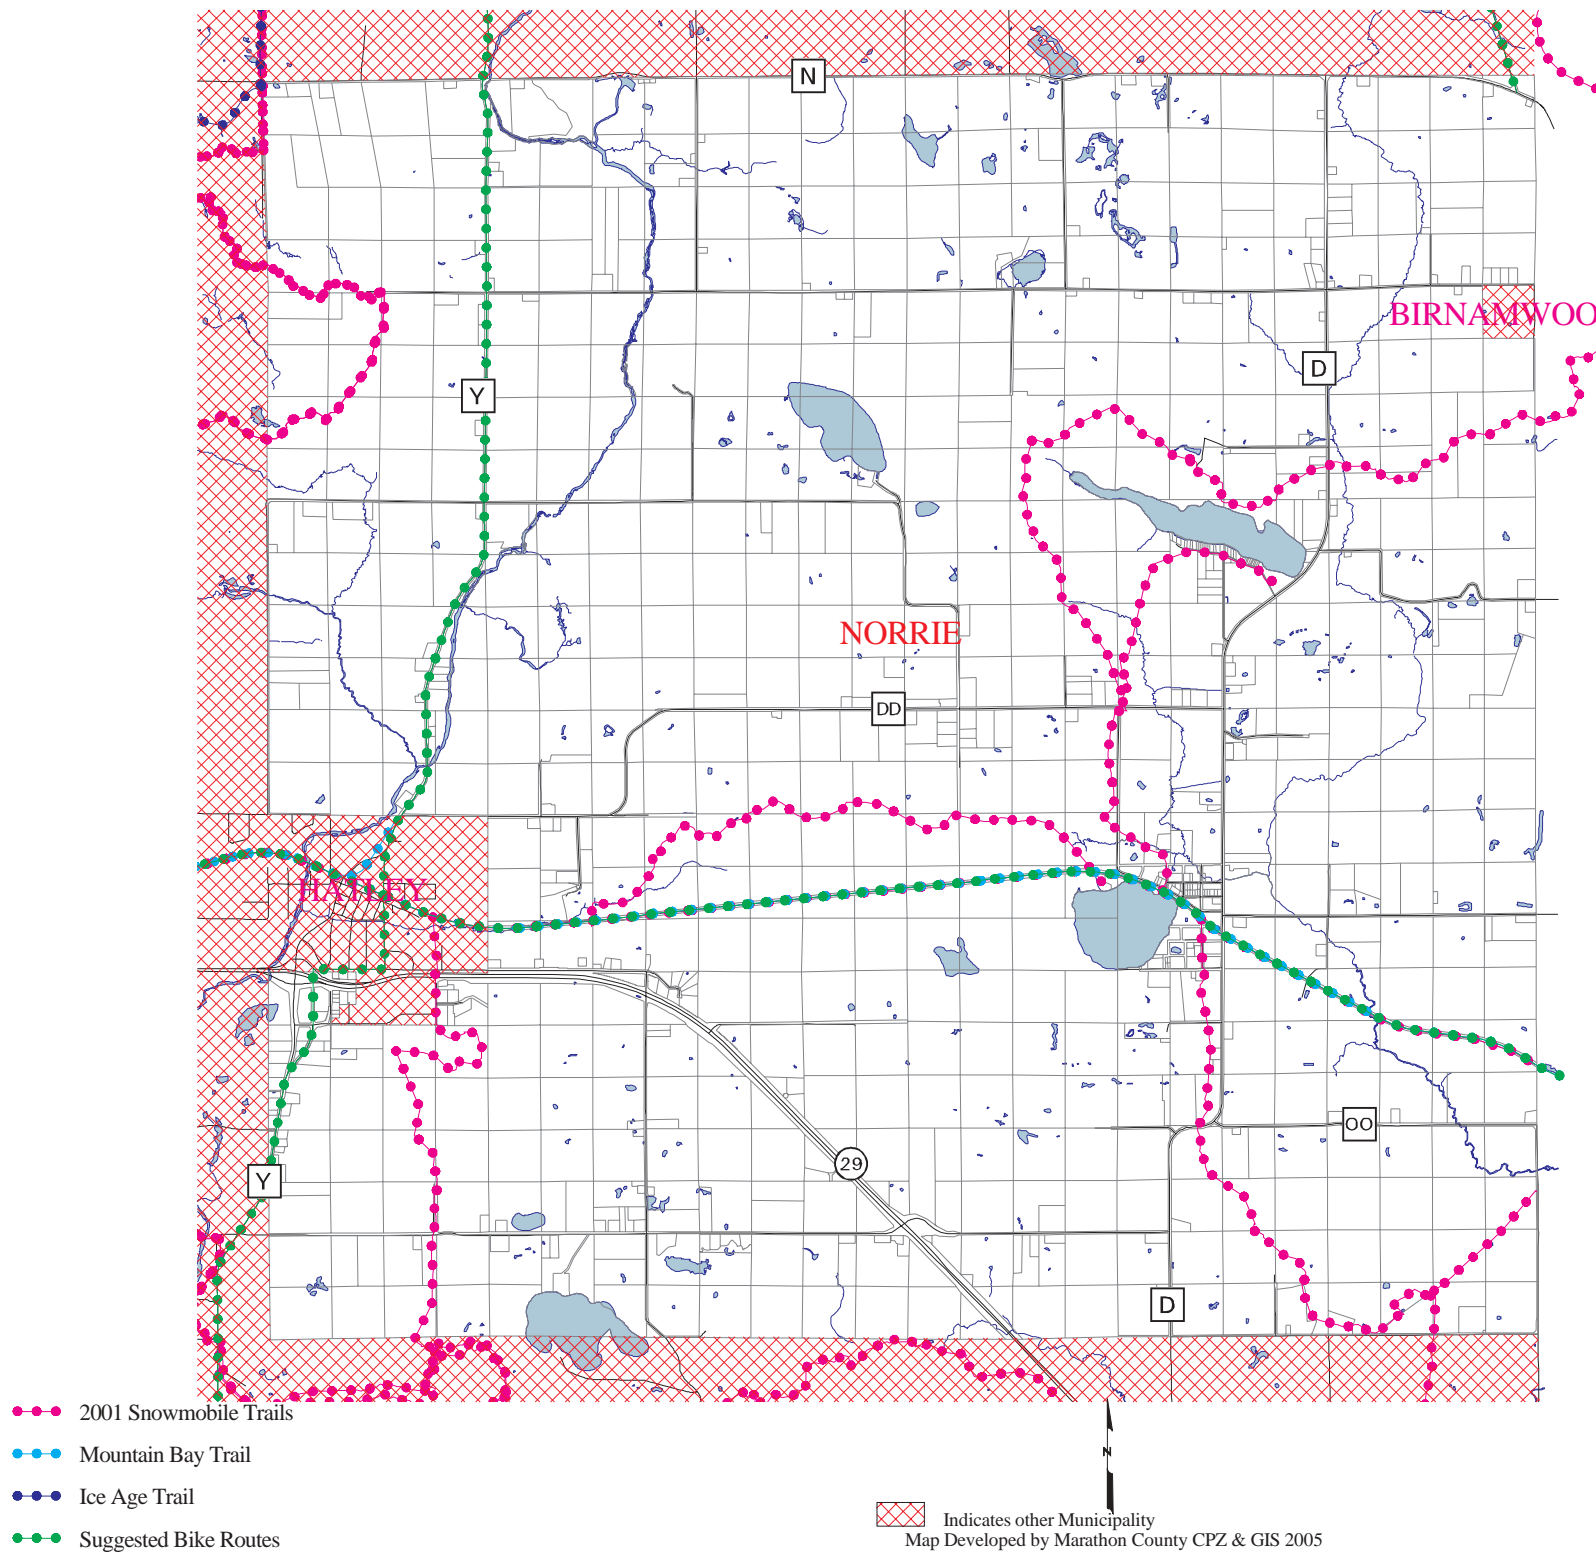 N
BIRNAMWOO
D
Y
NORRIE
DD
HATLEY
OO
29
Y
D
2001 Snowmobile Trails
Mountain Bay Trail
N
Ice Age Trail
Indicates other Municipality
Suggested Bike Routes
Map Developed by Marathon County CPZ & GIS 2005